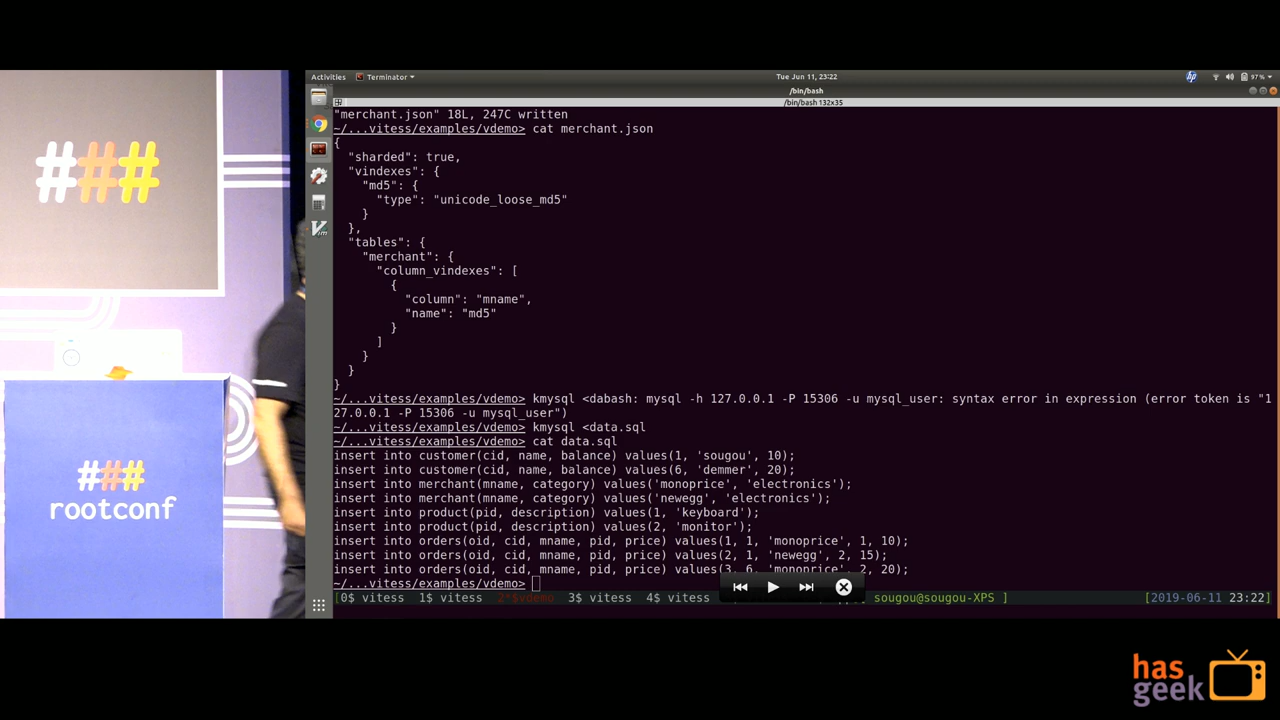 ###
###
rootconf
Activities
Terminator
Tue Jun 11, 23:22
hp
97%
/bin/bash
/bin/bash 132x35
"merchant.json" 18L, 247C written
~/...vitess/examples/vdemo> cat merchant.json
{
  "sharded": true,
  "vindexes": {
    "md5": {
      "type": "unicode_loose_md5"
    }
  },
  "tables": {
    "merchant": {
      "column_vindexes": [
        {
          "column": "mname",
          "name": "md5"
        }
      ]
    }
  }
}
~/...vitess/examples/vdemo> kmysql <dabash: mysql -h 127.0.0.1 -P 15306 -u mysql_user: syntax error in expression (error token is "1
27.0.0.1 -P 15306 -u mysql_user")
~/...vitess/examples/vdemo> kmysql <data.sql
~/...vitess/examples/vdemo> cat data.sql
insert into customer(cid, name, balance) values(1, 'sougou', 10);
insert into customer(cid, name, balance) values(6, 'demmer', 20);
insert into merchant(mname, category) values('monoprice', 'electronics');
insert into merchant(mname, category) values('newegg', 'electronics');
insert into product(pid, description) values(1, 'keyboard');
insert into product(pid, description) values(2, 'monitor');
insert into orders(oid, cid, mname, pid, price) values(1, 1, 'monoprice', 1, 10);
insert into orders(oid, cid, mname, pid, price) values(2, 1, 'newegg', 2, 15);
insert into orders(oid, cid, mname, pid, price) values(3, 6, 'monoprice', 2, 20);
~/...vitess/examples/vdemo>
[0$ vitess 1$ vitess 2*$vdemo 3$ vitess 4$ vitess sougou@sougou-XPS ] [2019-06-11 23:22]
has
geek